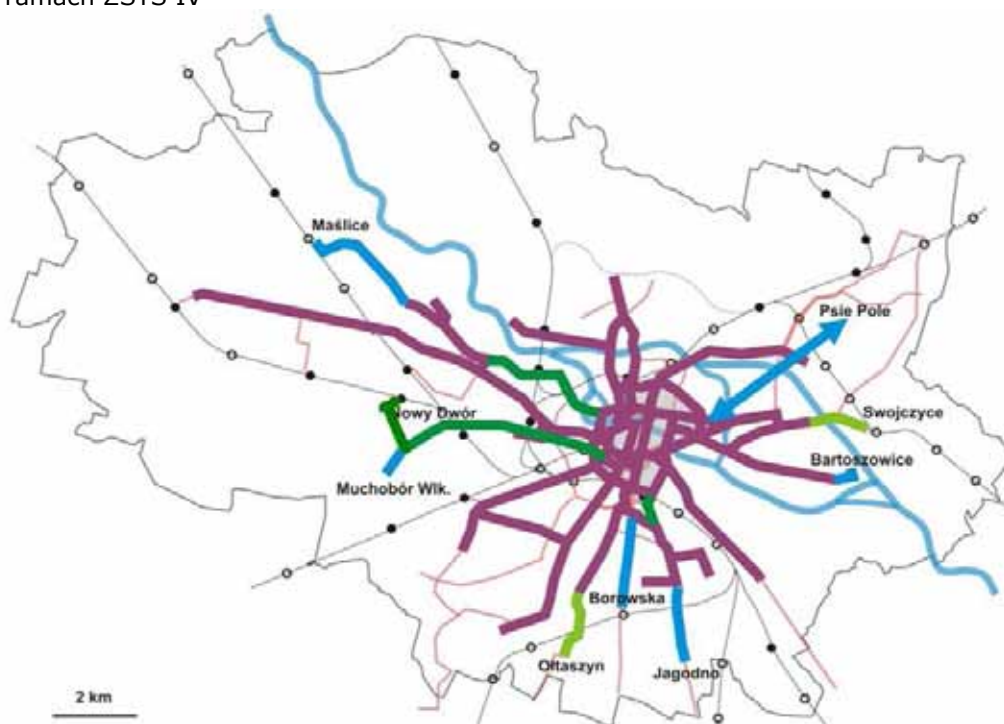 ramach ZSTS IV
Maślice
Psie Pole
Nowy Dwór
Swojczyce
Bartoszowice
Muchobór Wlk.
Borowska
Ołtaszyn
Jagodno
2 km